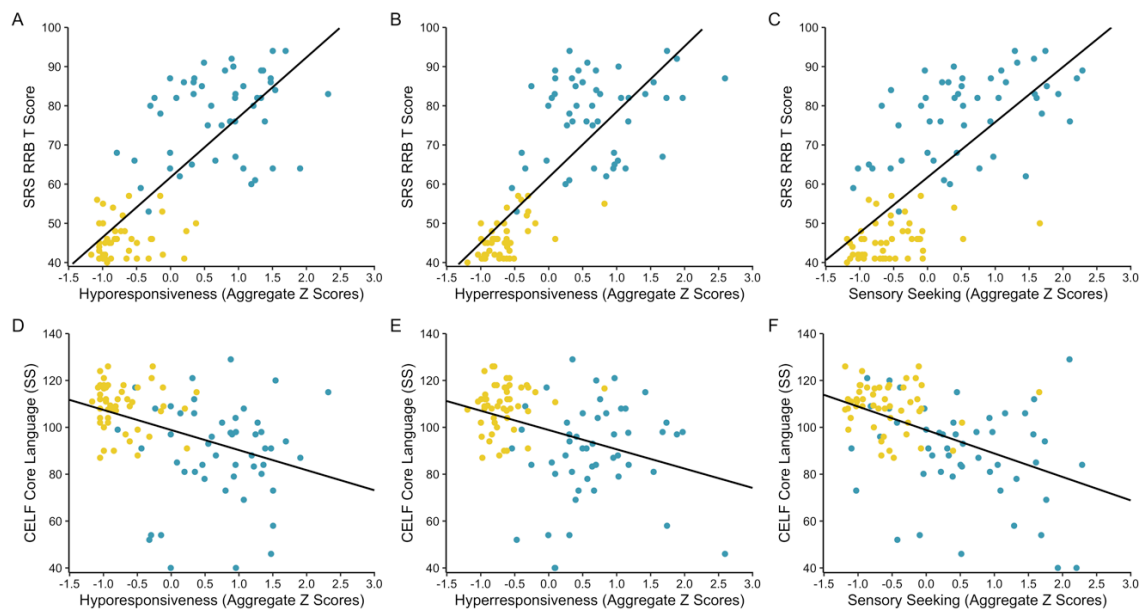 A
B
C
100
90
80
70
60
50
40
SRS RRB T Score
-1.5 -1.0 -0.5 0.0 0.5 1.0 1.5 2.0 2.5 3.0
Hyporesponsiveness (Aggregate Z Scores)
100
90
80
70
60
50
40
SRS RRB T Score
-1.5 -1.0 -0.5 0.0 0.5 1.0 1.5 2.0 2.5 3.0
Hyperresponsiveness (Aggregate Z Scores)
100
90
80
70
60
50
40
SRS RRB T Score
-1.5 -1.0 -0.5 0.0 0.5 1.0 1.5 2.0 2.5 3.0
Sensory Seeking (Aggregate Z Scores)
D
E
F
140
120
100
80
60
40
CELF Core Language (SS)
-1.5 -1.0 -0.5 0.0 0.5 1.0 1.5 2.0 2.5 3.0
Hyporesponsiveness (Aggregate Z Scores)
140
120
100
80
60
40
CELF Core Language (SS)
-1.5 -1.0 -0.5 0.0 0.5 1.0 1.5 2.0 2.5 3.0
Hyperresponsiveness (Aggregate Z Scores)
140
120
100
80
60
40
CELF Core Language (SS)
-1.5 -1.0 -0.5 0.0 0.5 1.0 1.5 2.0 2.5 3.0
Sensory Seeking (Aggregate Z Scores)